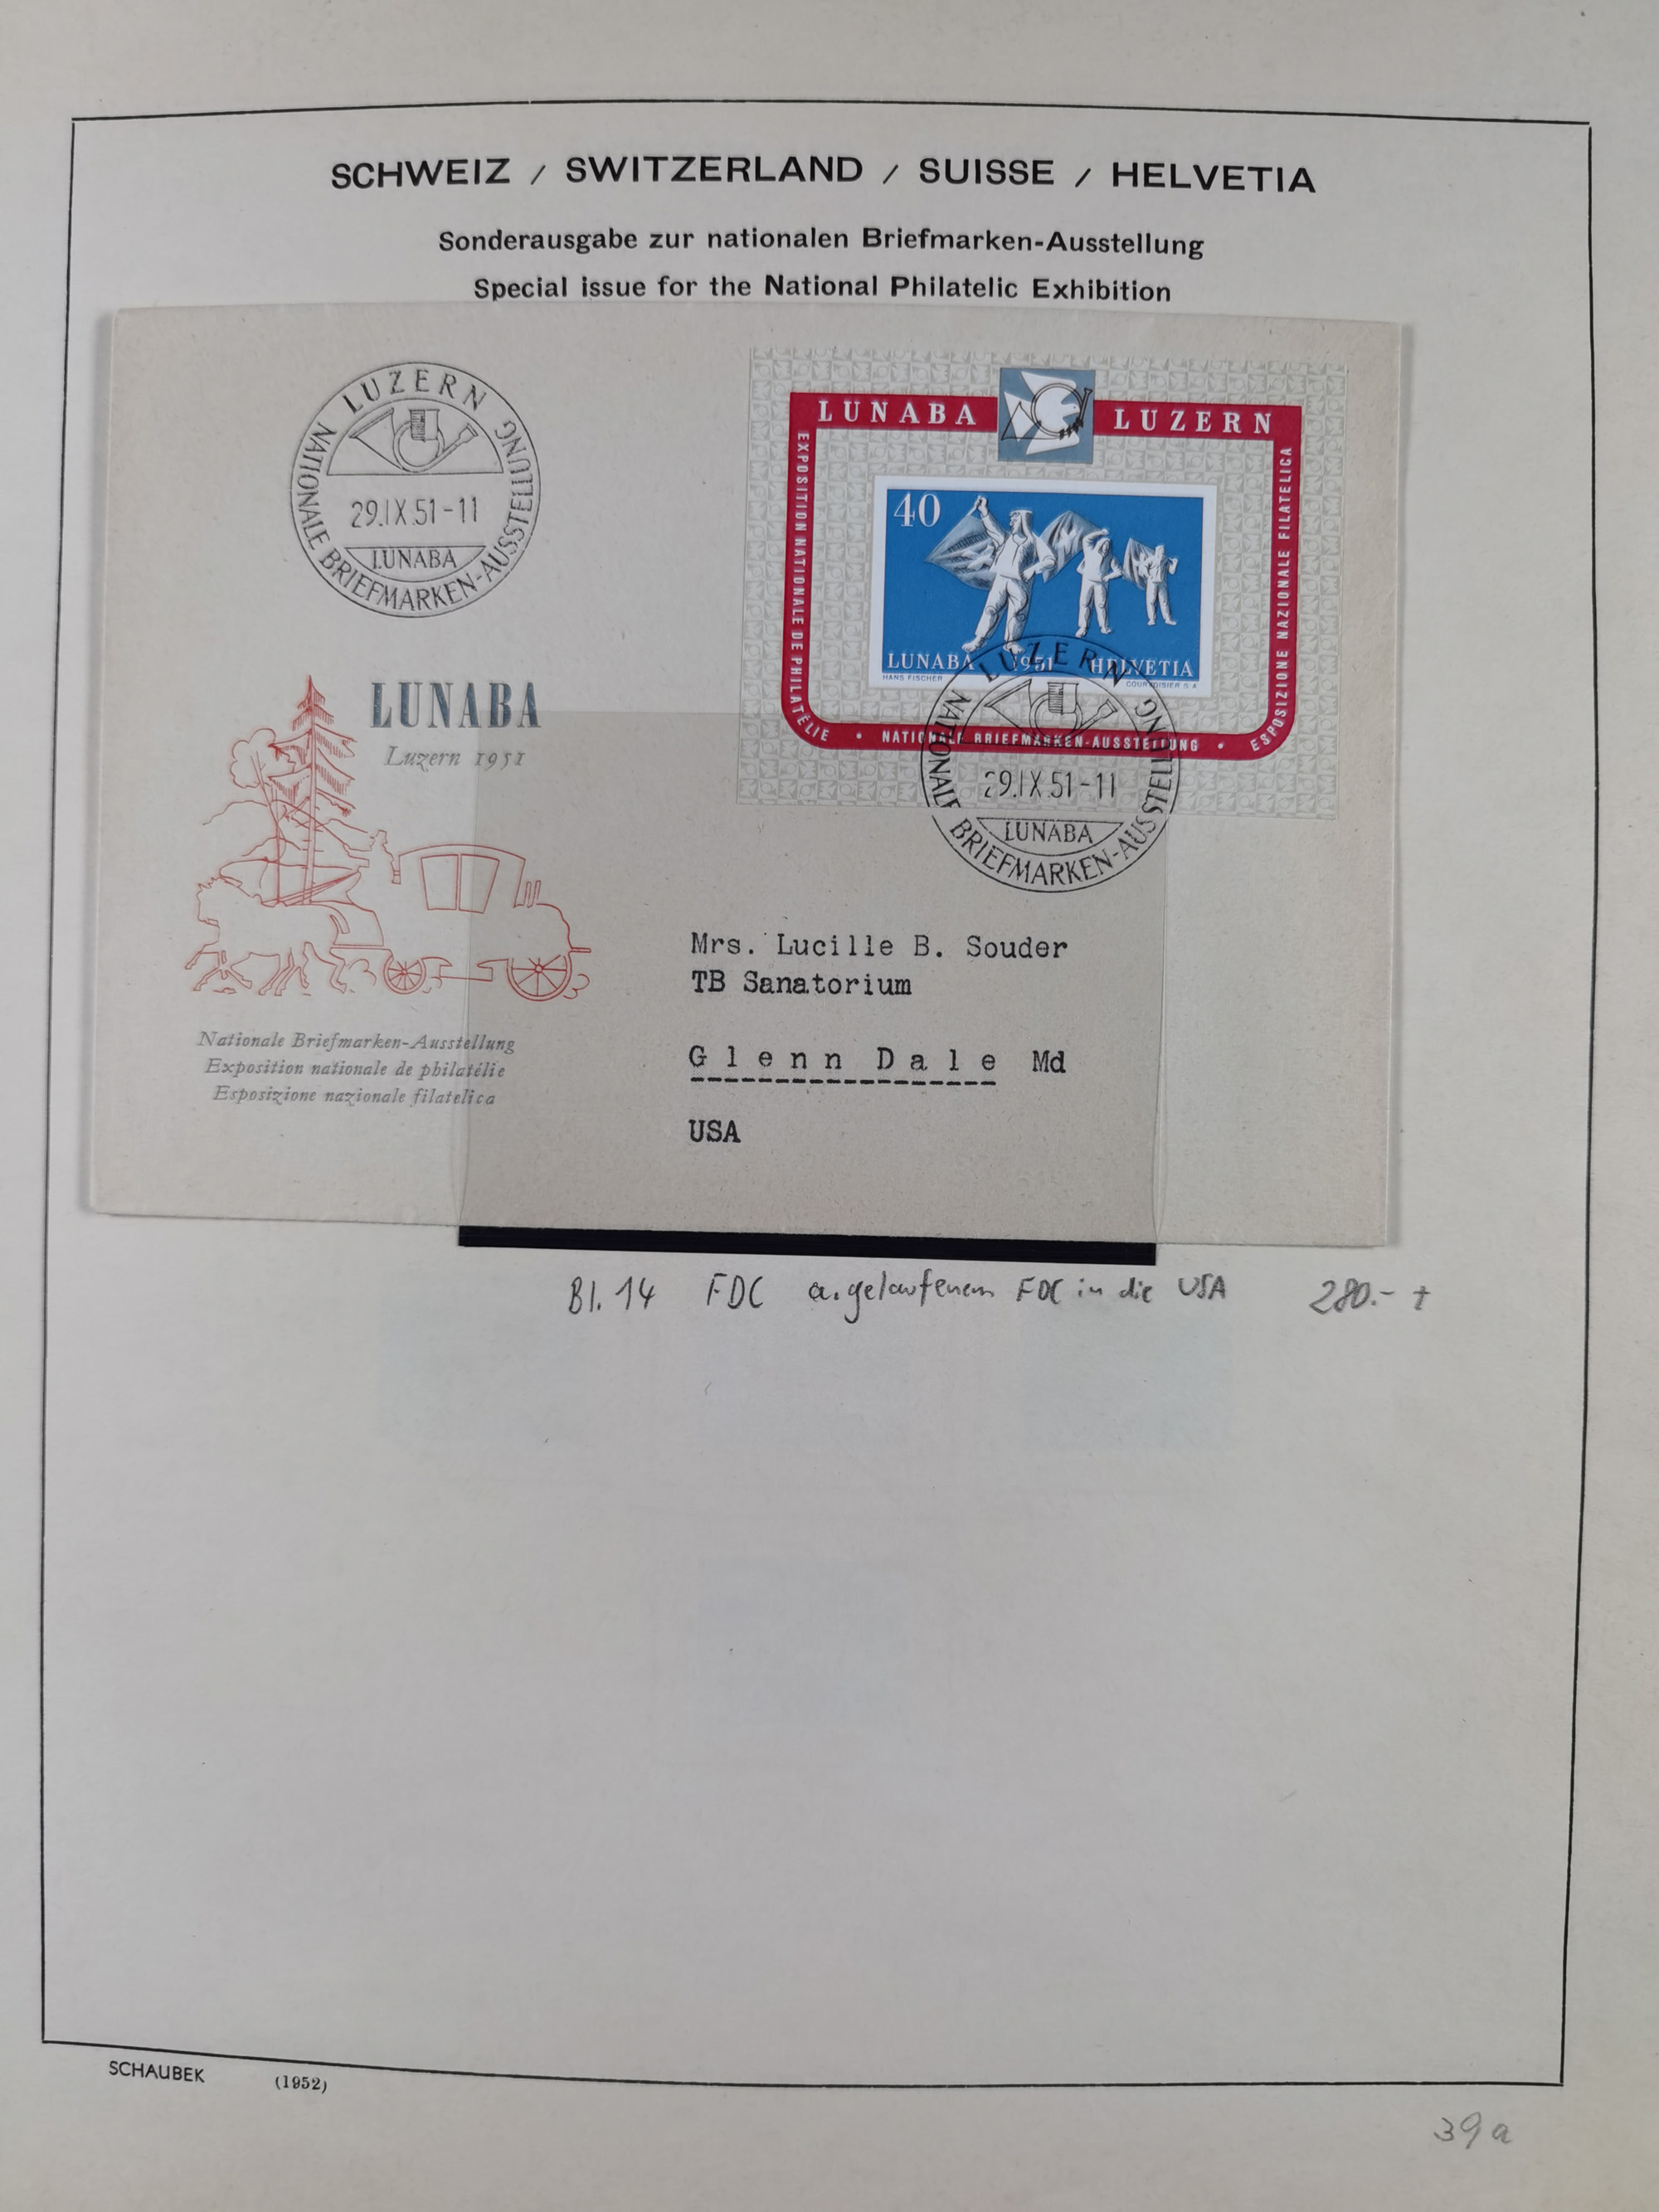 SCHWEIZ / SWITZERLAND / SUISSE / HELVETIA
Sonderausgabe zur nationalen Briefmarken-Ausstellung
Special issue for the National Philatelic Exhibition
LUZERN
NATIONALE BRIEFMARKEN-AUSSTELLUNG
29.IX.51-11
LUNABA
LUNABA
Luzern 1951
Nationale Briefmarken-Ausstellung
Exposition nationale de philatélie
Esposizione nazionale filatelica
LUNABA LUZERN
EXPOSITION NATIONALE DE PHILATÉLIE • NATIONALE BRIEFMARKEN-AUSSTELLUNG • ESPOSIZIONE NAZIONALE FILATELICA
40
LUNABA 1951 HELVETIA
HANS FISCHER COURVOISIER S.A.
LUZERN
NATIONALE BRIEFMARKEN-AUSSTELLUNG
29.IX.51-11
LUNABA
Mrs. Lucille B. Souder
TB Sanatorium
Glenn Dale Md
USA
Bl. 14 FDC a. gelaufenem FDC in die USA 280.- +
SCHAUBEK (1952)
39a